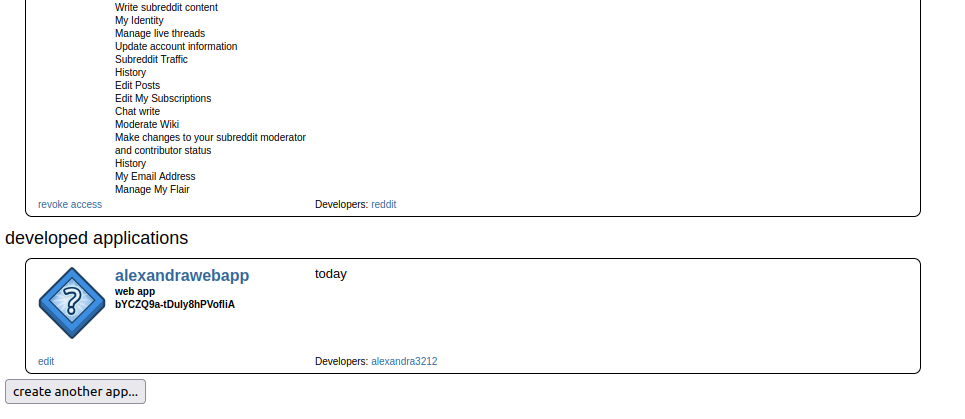 Write subreddit content
My Identity
Manage live threads
Update account information
Subreddit Traffic
History
Edit Posts
Edit My Subscriptions
Chat write
Moderate Wiki
Make changes to your subreddit moderator
and contributor status
History
My Email Address
Manage My Flair
revoke access
Developers: reddit
developed applications
alexandrawebapp
today
web app
bYCZQ9a-tDuly8hPVofIiA
edit
Developers: alexandra3212
create another app...